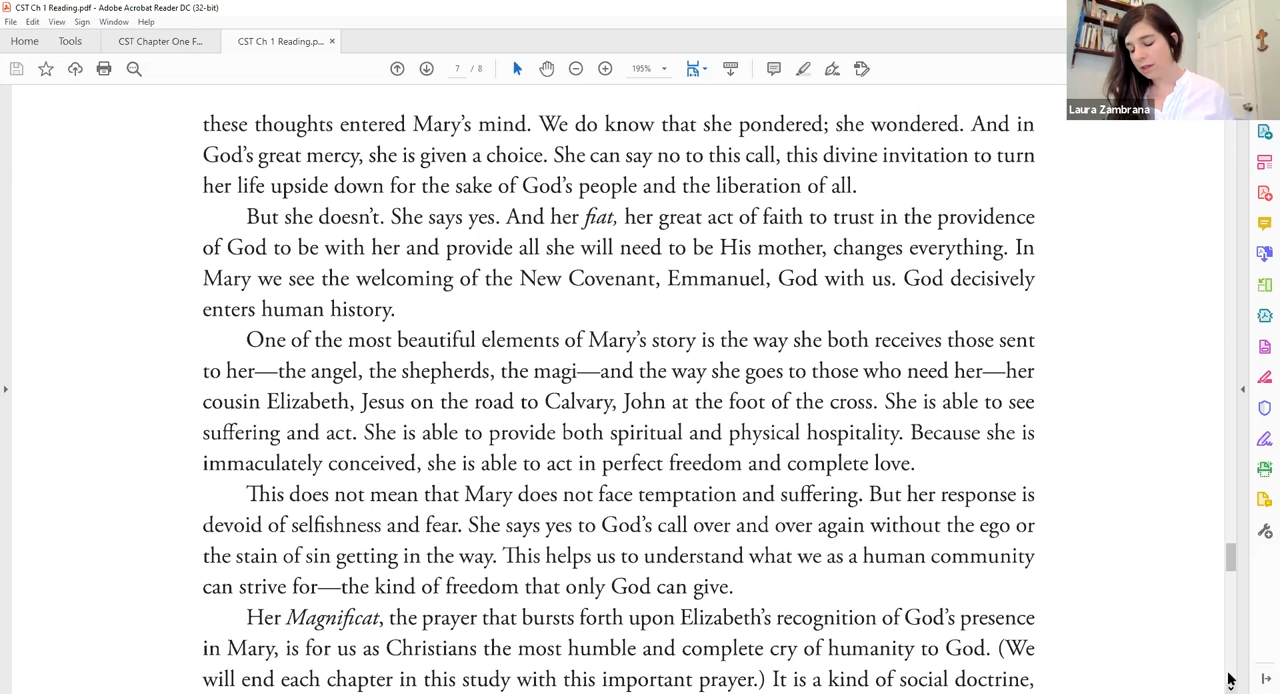 CST Ch 1 Reading.pdf - Adobe Acrobat Reader DC (32-bit)
File Edit View Sign Window Help
Home Tools CST Chapter One F... CST Ch 1 Reading.p... ×
7 / 8 195%
Laura Zambrana
these thoughts entered Mary’s mind. We do know that she pondered; she wondered. And in
God’s great mercy, she is given a choice. She can say no to this call, this divine invitation to turn
her life upside down for the sake of God’s people and the liberation of all.
But she doesn’t. She says yes. And her fiat, her great act of faith to trust in the providence
of God to be with her and provide all she will need to be His mother, changes everything. In
Mary we see the welcoming of the New Covenant, Emmanuel, God with us. God decisively
enters human history.
One of the most beautiful elements of Mary’s story is the way she both receives those sent
to her—the angel, the shepherds, the magi—and the way she goes to those who need her—her
cousin Elizabeth, Jesus on the road to Calvary, John at the foot of the cross. She is able to see
suffering and act. She is able to provide both spiritual and physical hospitality. Because she is
immaculately conceived, she is able to act in perfect freedom and complete love.
This does not mean that Mary does not face temptation and suffering. But her response is
devoid of selfishness and fear. She says yes to God’s call over and over again without the ego or
the stain of sin getting in the way. This helps us to understand what we as a human community
can strive for—the kind of freedom that only God can give.
Her Magnificat, the prayer that bursts forth upon Elizabeth’s recognition of God’s presence
in Mary, is for us as Christians the most humble and complete cry of humanity to God. (We
will end each chapter in this study with this important prayer.) It is a kind of social doctrine,